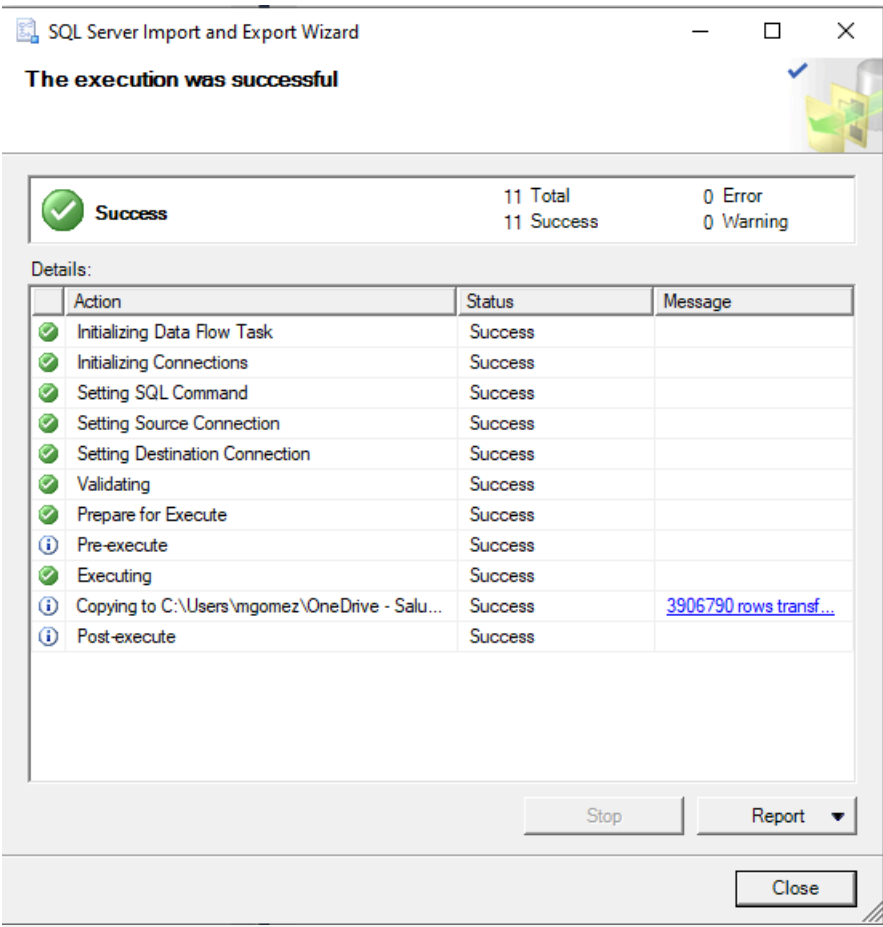 SQL Server Import and Export Wizard
The execution was successful
Success
11 Total
0 Error
11 Success
0 Warning
Details:
Action Status Message
Initializing Data Flow Task Success
Initializing Connections Success
Setting SQL Command Success
Setting Source Connection Success
Setting Destination Connection Success
Validating Success
Prepare for Execute Success
Pre-execute Success
Executing Success
Copying to C:\Users\mgomez\OneDrive - Salu... Success 3906790 rows transf...
Post-execute Success
Stop Report
Close